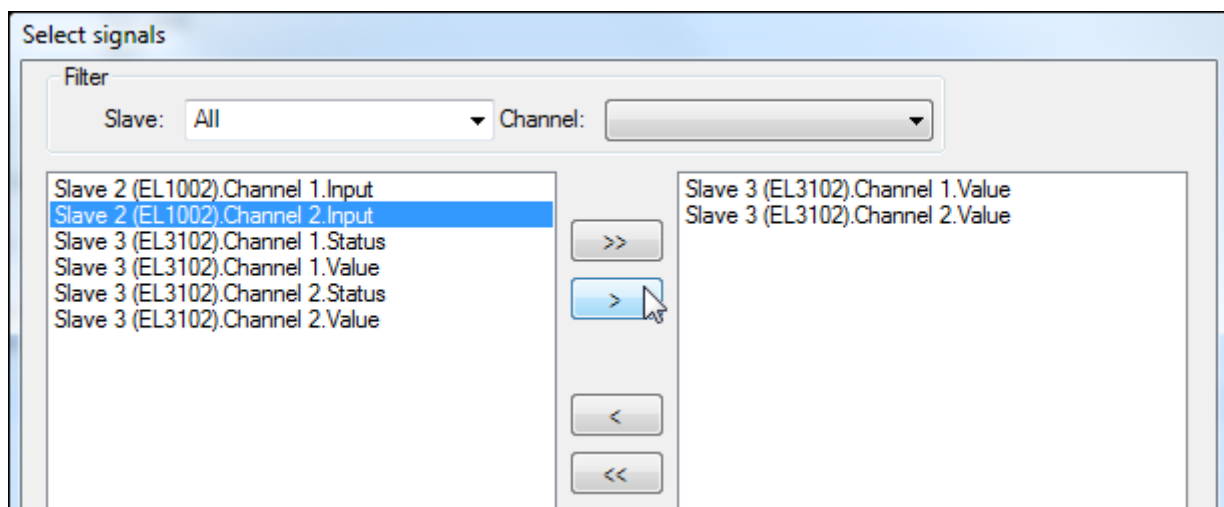 Select signals
Filter
Slave: All Channel:
Slave 2 (EL1002).Channel 1.Input
Slave 2 (EL1002).Channel 2.Input
Slave 3 (EL3102).Channel 1.Status
Slave 3 (EL3102).Channel 1.Value
Slave 3 (EL3102).Channel 2.Status
Slave 3 (EL3102).Channel 2.Value
>>
>
<
<<
Slave 3 (EL3102).Channel 1.Value
Slave 3 (EL3102).Channel 2.Value